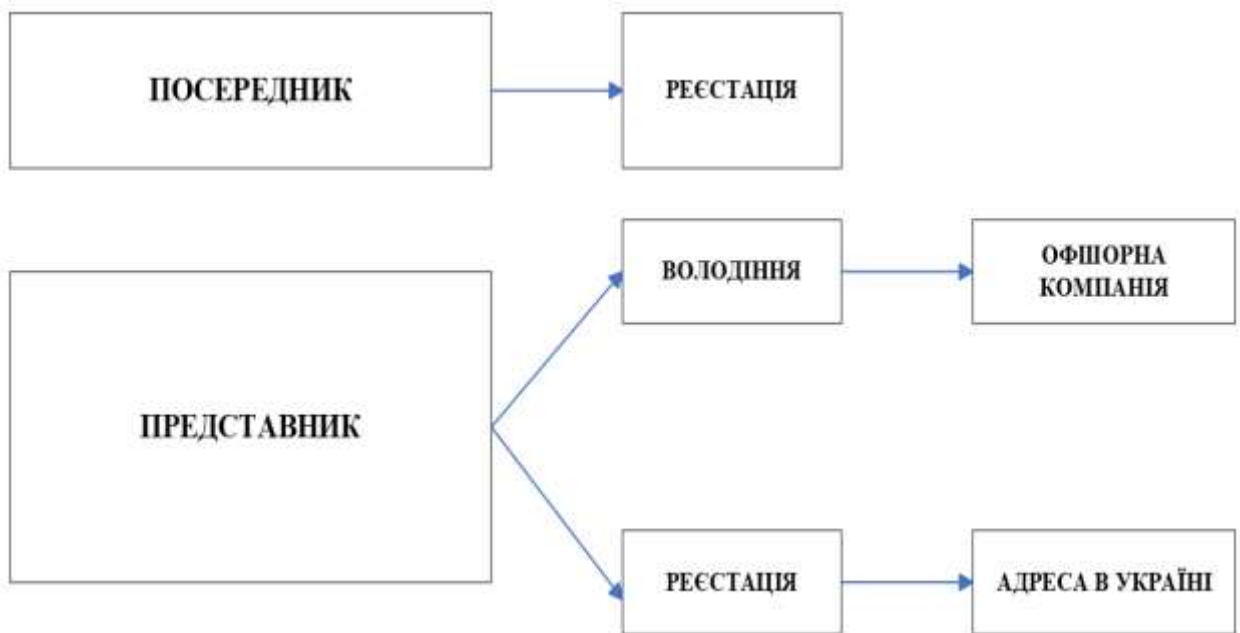 ПОСЕРЕДНИК
РЕЄСТАЦІЯ
ПРЕДСТАВНИК
ВОЛОДІННЯ
ОФШОРНА
КОМПАНІЯ
РЕЄСТАЦІЯ
АДРЕСА В УКРАЇНІ